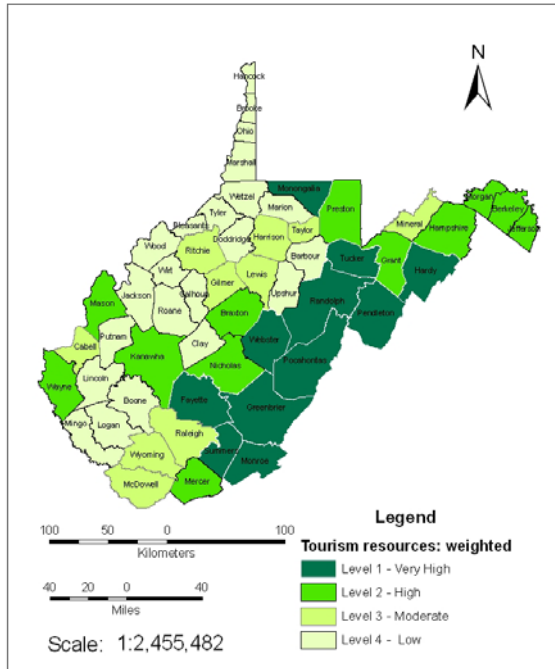 N
Hancock
Brooke
Ohio
Marshall
Wetzel
Monongalia
Marion
Preston
Morgan
Berkeley
Jefferson
Tyler
Pleasants
Doddridge
Harrison
Taylor
Mineral
Hampshire
Wood
Ritchie
Barbour
Tucker
Grant
Hardy
Wirt
Lewis
Gilmer
Calhoun
Upshur
Randolph
Pendleton
Mason
Jackson
Roane
Braxton
Webster
Pocahontas
Putnam
Clay
Cabell
Kanawha
Nicholas
Wayne
Lincoln
Boone
Fayette
Greenbrier
Mingo
Logan
Raleigh
Summers
Monroe
Wyoming
McDowell
Mercer
100 50 0 100
Kilometers
40 20 0 40
Miles
Scale: 1:2,455,482
Legend
Tourism resources: weighted
Level 1 - Very High
Level 2 - High
Level 3 - Moderate
Level 4 - Low